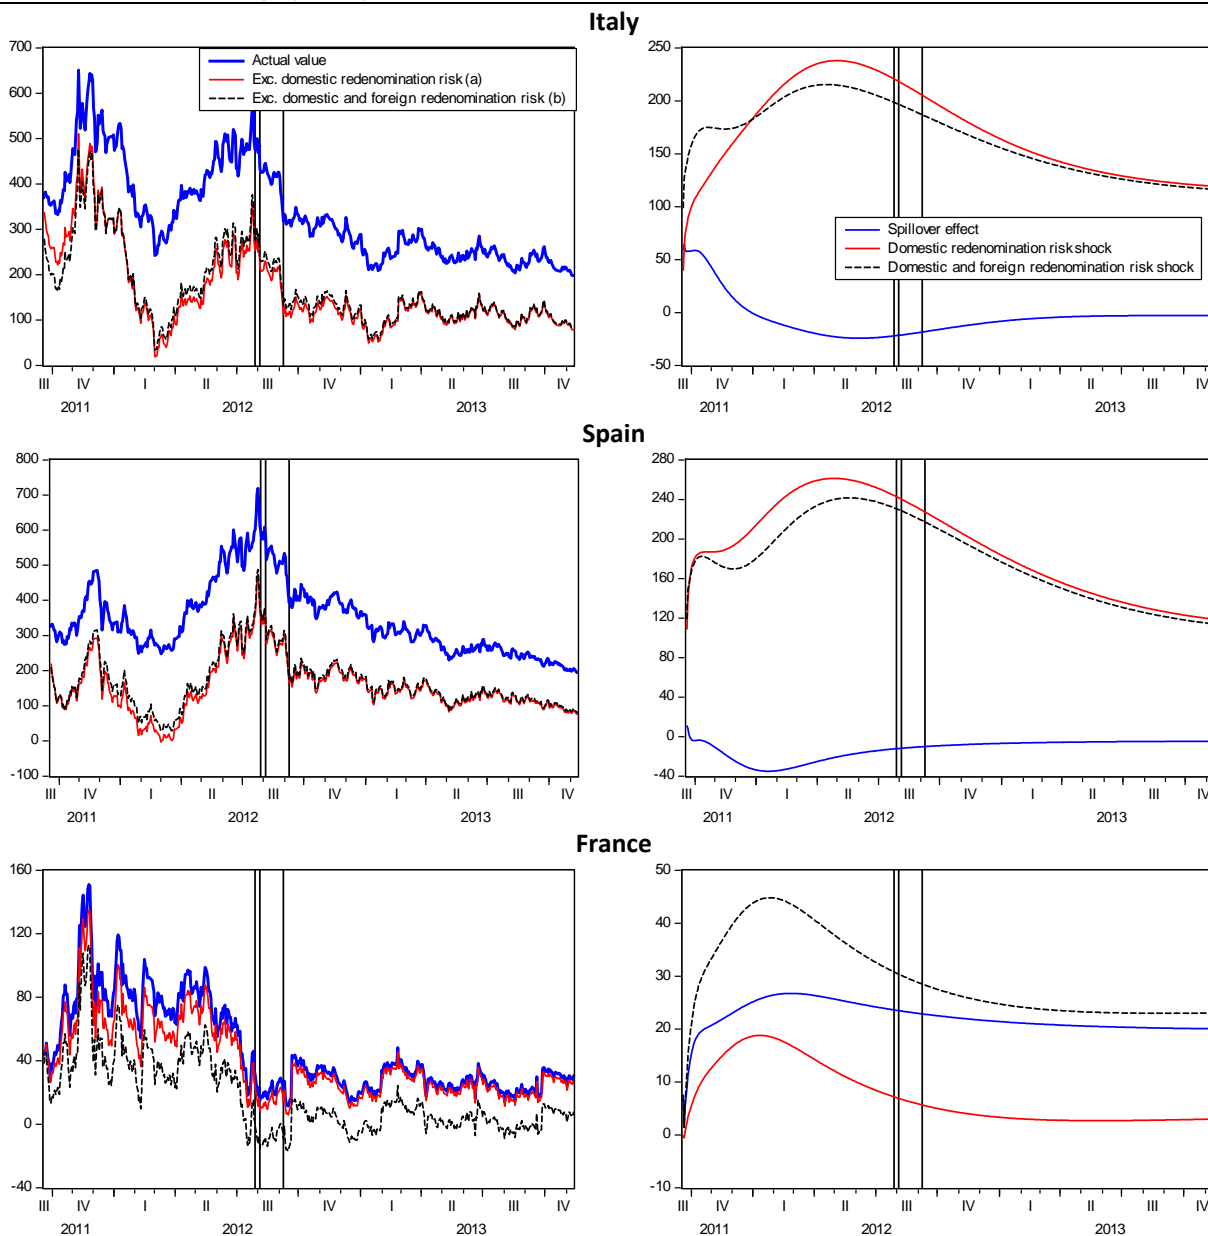 Italy
700
600
500
400
300
200
100
0
Actual value
Exc. domestic redenomination risk (a)
Exc. domestic and foreign redenomination risk (b)
III IV I II III IV I II III IV
2011 2012 2013
250
200
150
100
50
0
-50
Spillover effect
Domestic redenomination risk shock
Domestic and foreign redenomination risk shock
III IV I II III IV I II III IV
2011 2012 2013
Spain
800
700
600
500
400
300
200
100
0
-100
III IV I II III IV I II III IV
2011 2012 2013
280
240
200
160
120
80
40
0
-40
III IV I II III IV I II III IV
2011 2012 2013
France
160
120
80
40
0
-40
III IV I II III IV I II III IV
2011 2012 2013
50
40
30
20
10
0
-10
III IV I II III IV I II III IV
2011 2012 2013